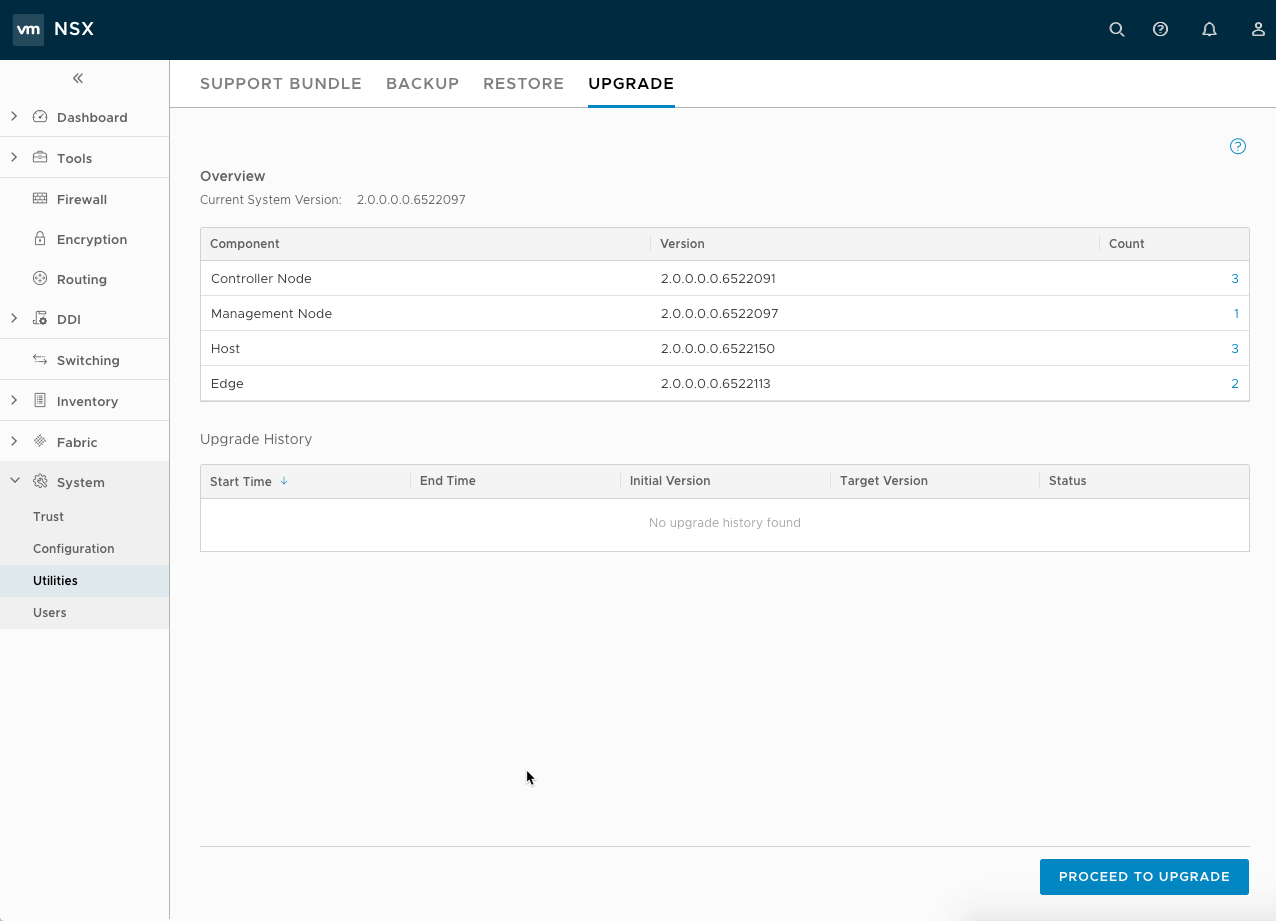 vm NSX
SUPPORT BUNDLE BACKUP RESTORE UPGRADE
Dashboard
Tools
Firewall
Encryption
Routing
DDI
Switching
Inventory
Fabric
System
Trust
Configuration
Utilities
Users
Overview
Current System Version: 2.0.0.0.0.6522097
Component Version Count
Controller Node 2.0.0.0.0.6522091 3
Management Node 2.0.0.0.0.6522097 1
Host 2.0.0.0.0.6522150 3
Edge 2.0.0.0.0.6522113 2
Upgrade History
Start Time End Time Initial Version Target Version Status
No upgrade history found
PROCEED TO UPGRADE